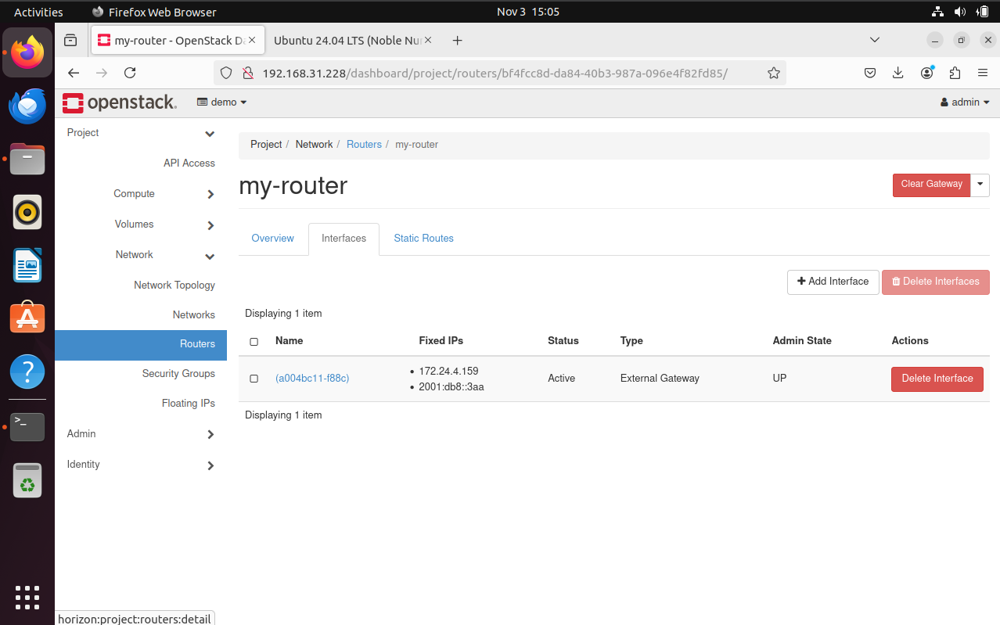 Activities
Firefox Web Browser
Nov 3 15:05
my-router - OpenStack Da
Ubuntu 24.04 LTS (Noble Nu
192.168.31.228/dashboard/project/routers/bf4fcc8d-da84-40b3-987a-096e4f82fd85/
openstack.
demo
admin
Project
API Access
Compute
Volumes
Network
Network Topology
Networks
Routers
Security Groups
Floating IPs
Admin
Identity
Project / Network / Routers / my-router
my-router
Clear Gateway
Overview
Interfaces
Static Routes
+ Add Interface
Delete Interfaces
Displaying 1 item
Name Fixed IPs Status Type Admin State Actions
(a004bc11-f88c)
• 172.24.4.159
• 2001:db8::3aa
Active
External Gateway
UP
Delete Interface
Displaying 1 item
horizon:project:routers:detail